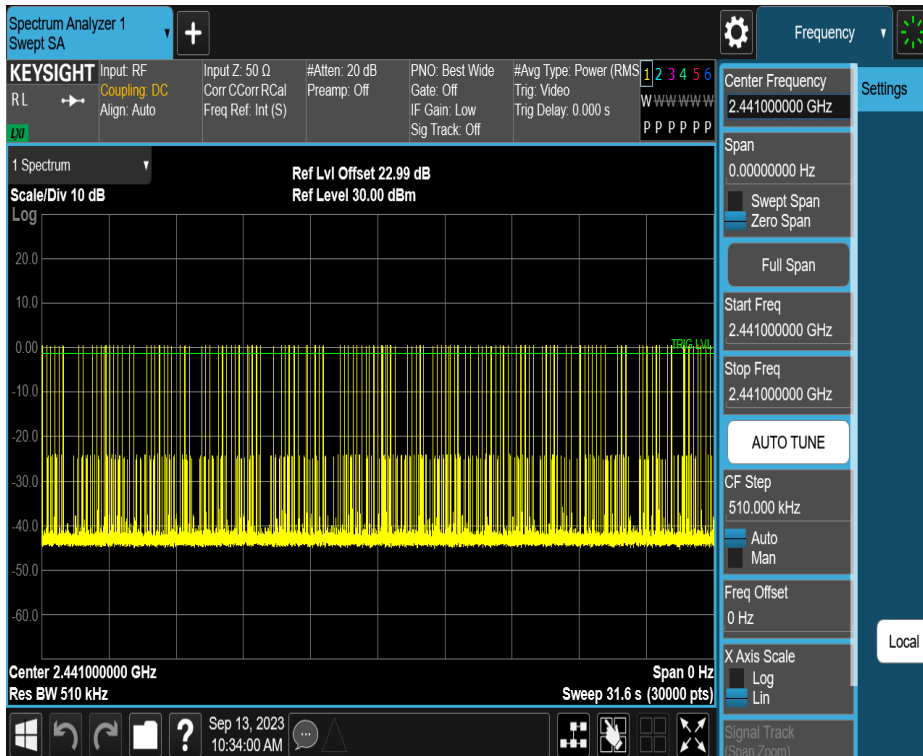 Spectrum Analyzer 1
Swept SA
Frequency
KEYSIGHT
R L
LXI
Input: RF
Coupling: DC
Align: Auto
Input Z: 50 Ω
Corr CCorr RCal
Freq Ref: Int (S)
#Atten: 20 dB
Preamp: Off
PNO: Best Wide
Gate: Off
IF Gain: Low
Sig Track: Off
#Avg Type: Power (RMS
Trig: Video
Trig Delay: 0.000 s
1 2 3 4 5 6
W W W W W W
P P P P P P
1 Spectrum
Scale/Div 10 dB
Ref Lvl Offset 22.99 dB
Ref Level 30.00 dBm
Log
20.0
10.0
0.00
TRIG LVL
-10.0
-20.0
-30.0
-40.0
-50.0
-60.0
Center 2.441000000 GHz
Span 0 Hz
Res BW 510 kHz
Sweep 31.6 s (30000 pts)
?
Sep 13, 2023
10:34:00 AM
Center Frequency
2.441000000 GHz
Span
0.00000000 Hz
Swept Span
Zero Span
Full Span
Start Freq
2.441000000 GHz
Stop Freq
2.441000000 GHz
AUTO TUNE
CF Step
510.000 kHz
Auto
Man
Freq Offset
0 Hz
X Axis Scale
Log
Lin
Signal Track
(Span Zoom)
Settings
Local